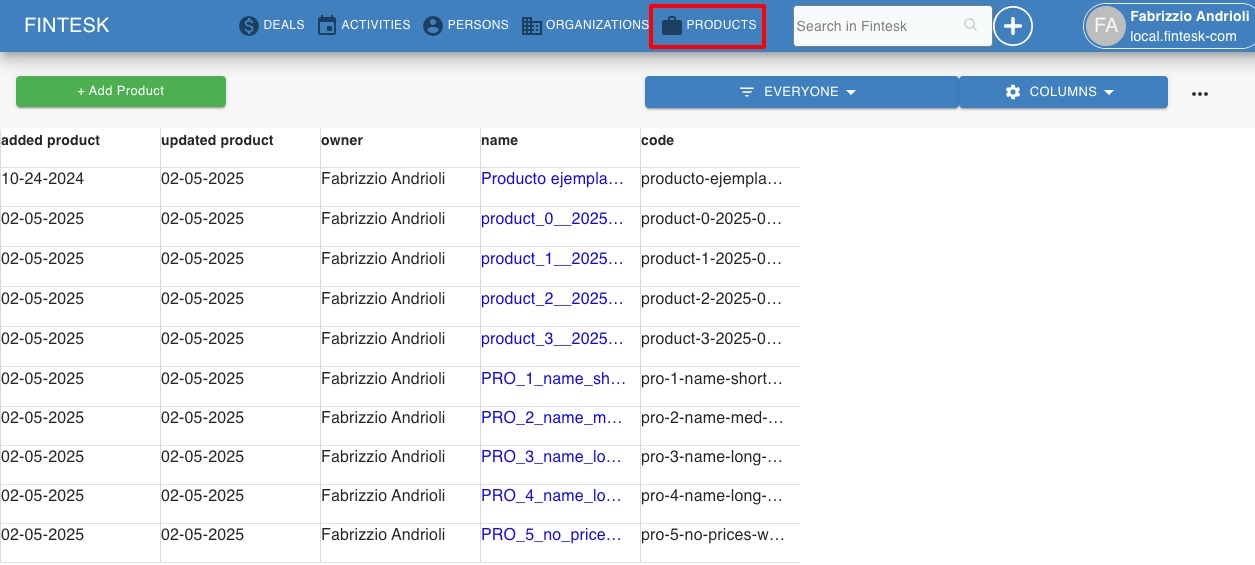 FINTESK DEALS ACTIVITIES PERSONS ORGANIZATIONS PRODUCTS Search in Fintesk FA Fabrizzio Andrioli
local.fintesk-com
+ Add Product EVERYONE COLUMNS ...
added product updated product owner name code
10-24-2024 02-05-2025 Fabrizzio Andrioli Producto ejempla... producto-ejempla...
02-05-2025 02-05-2025 Fabrizzio Andrioli product_0__2025... product-0-2025-0...
02-05-2025 02-05-2025 Fabrizzio Andrioli product_1__2025... product-1-2025-0...
02-05-2025 02-05-2025 Fabrizzio Andrioli product_2__2025... product-2-2025-0...
02-05-2025 02-05-2025 Fabrizzio Andrioli product_3__2025... product-3-2025-0...
02-05-2025 02-05-2025 Fabrizzio Andrioli PRO_1_name_sh... pro-1-name-short...
02-05-2025 02-05-2025 Fabrizzio Andrioli PRO_2_name_m... pro-2-name-med-...
02-05-2025 02-05-2025 Fabrizzio Andrioli PRO_3_name_lo... pro-3-name-long-...
02-05-2025 02-05-2025 Fabrizzio Andrioli PRO_4_name_lo... pro-4-name-long-...
02-05-2025 02-05-2025 Fabrizzio Andrioli PRO_5_no_price... pro-5-no-prices-w...